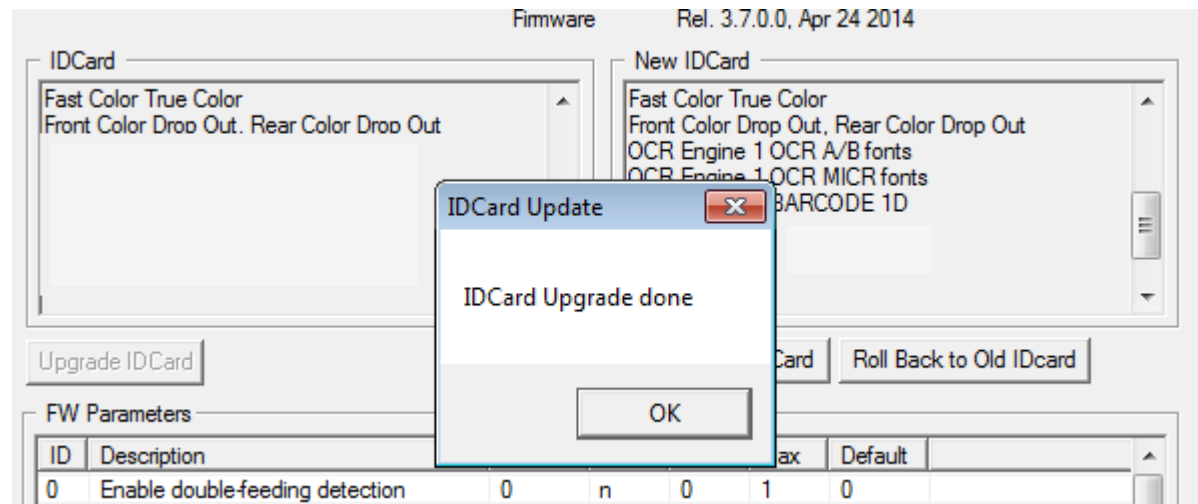 Firmware Rel. 3.7.0.0, Apr 24 2014
IDCard
Fast Color True Color
Front Color Drop Out, Rear Color Drop Out
New IDCard
Fast Color True Color
Front Color Drop Out, Rear Color Drop Out
OCR Engine 1 OCR A/B fonts
OCR Engine 1 OCR MICR fonts
BARCODE 1D
IDCard Update
IDCard Upgrade done
OK
Upgrade IDCard
Card
Roll Back to Old IDcard
FW Parameters
ID Description Default
0 Enable double-feeding detection 0 n 0 1 0